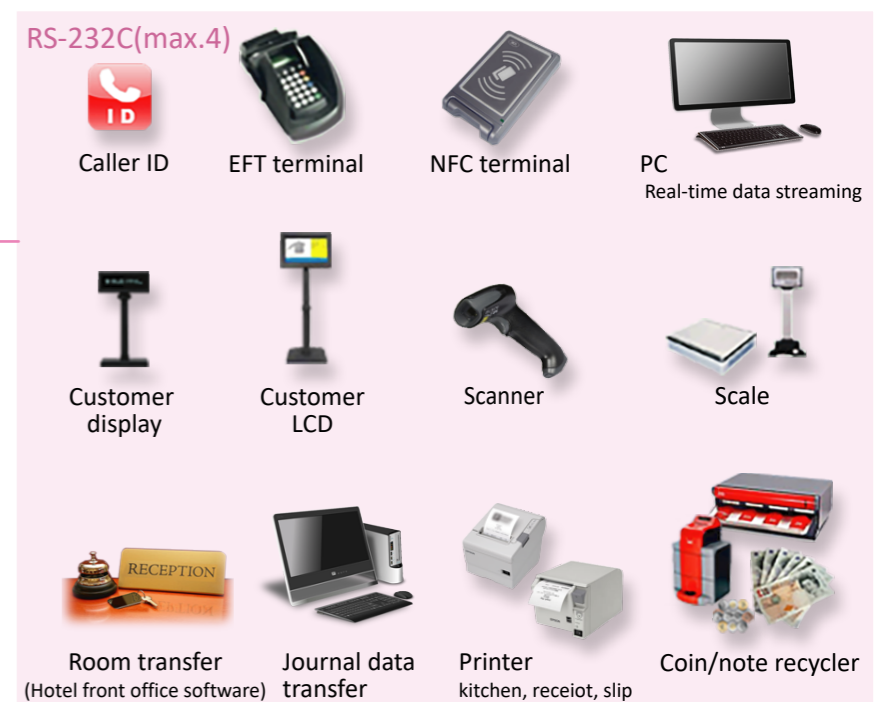 RS-232C(max.4)
ID
Caller ID
EFT terminal
NFC terminal
PC
Real-time data streaming
Customer
display
Customer
LCD
Scanner
Scale
RECEPTION
Room transfer
(Hotel front office software)
Journal data
transfer
Printer
kitchen, receiot, slip
Coin/note recycler